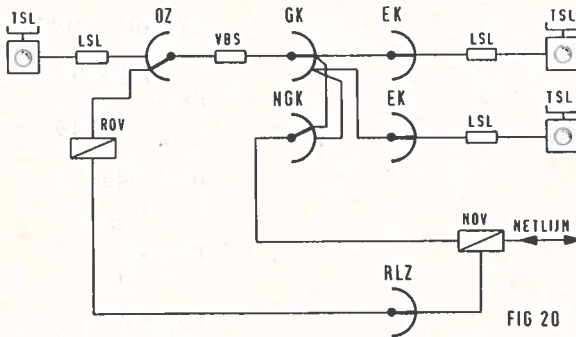 TSL
LSL
OZ
VBS
GK
EK
LSL
TSL
ROV
NGK
EK
LSL
TSL
NOV
NETLIJN
RLZ
FIG 20